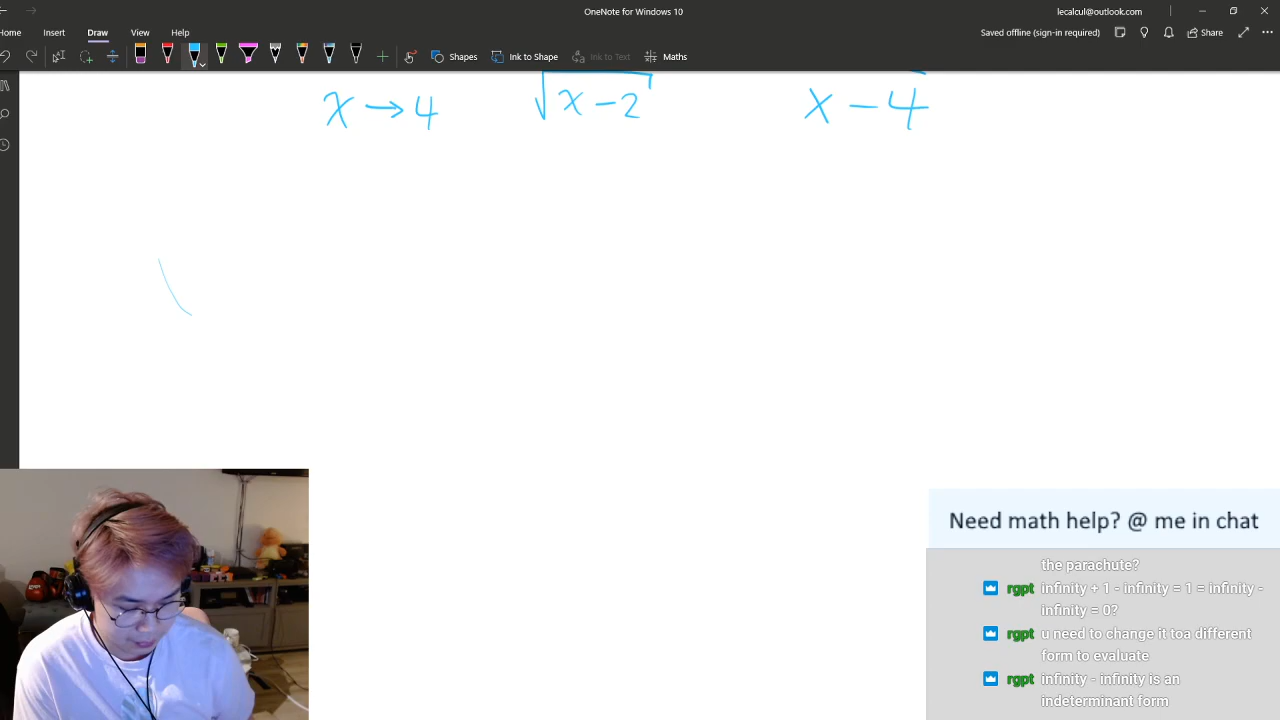 OneNote for Windows 10
lecalcul@outlook.com
Home Insert Draw View Help
Saved offline (sign-in required) Share
Shapes Ink to Shape Ink to Text Maths
x → 4 √x − 2 x − 4
Need math help? @ me in chat
the parachute?
rgpt infinity + 1 - infinity = 1 = infinity -
infinity = 0?
rgpt u need to change it toa different
form to evaluate
rgpt infinity - infinity is an
indeterminant form